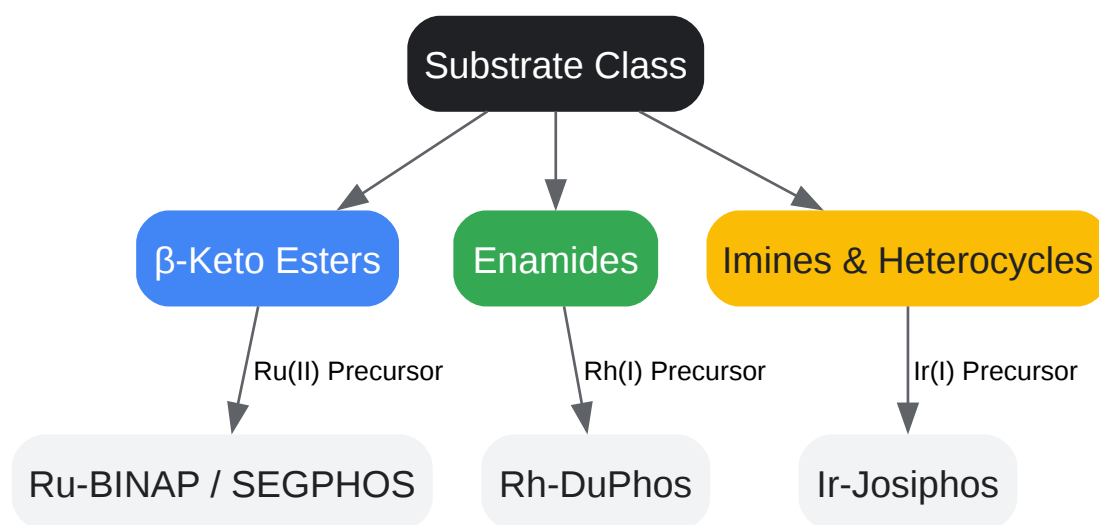 Substrate Class
β-Keto Esters
Enamides
Imines & Heterocycles
Ru(II) Precursor
Rh(I) Precursor
Ir(I) Precursor
Ru-BINAP / SEGPHOS
Rh-DuPhos
Ir-Josiphos